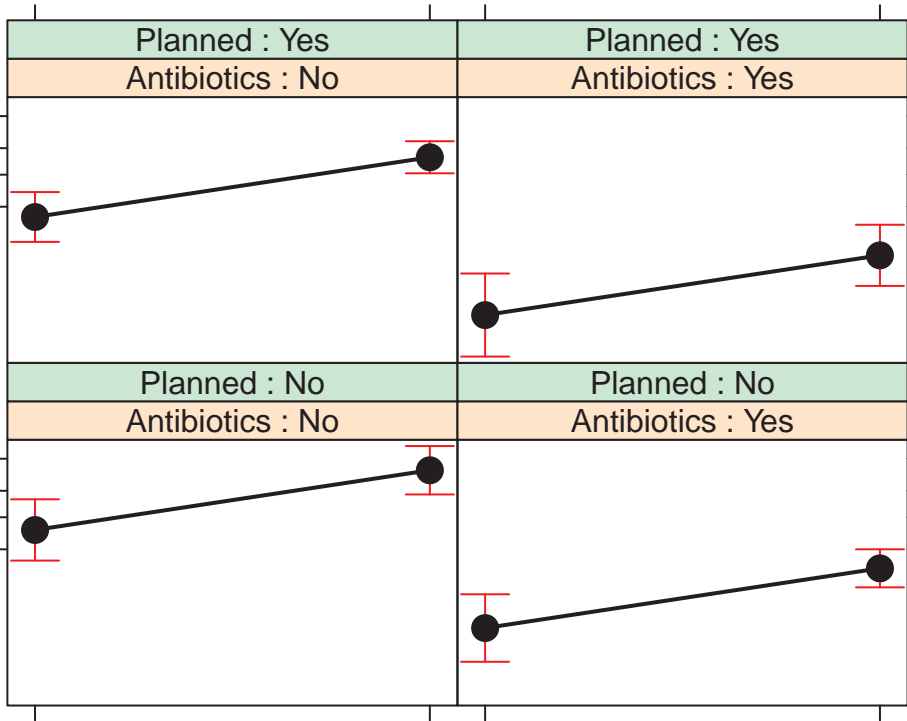 Planned : Yes
Antibiotics : No
Planned : Yes
Antibiotics : Yes
Planned : No
Antibiotics : No
Planned : No
Antibiotics : Yes